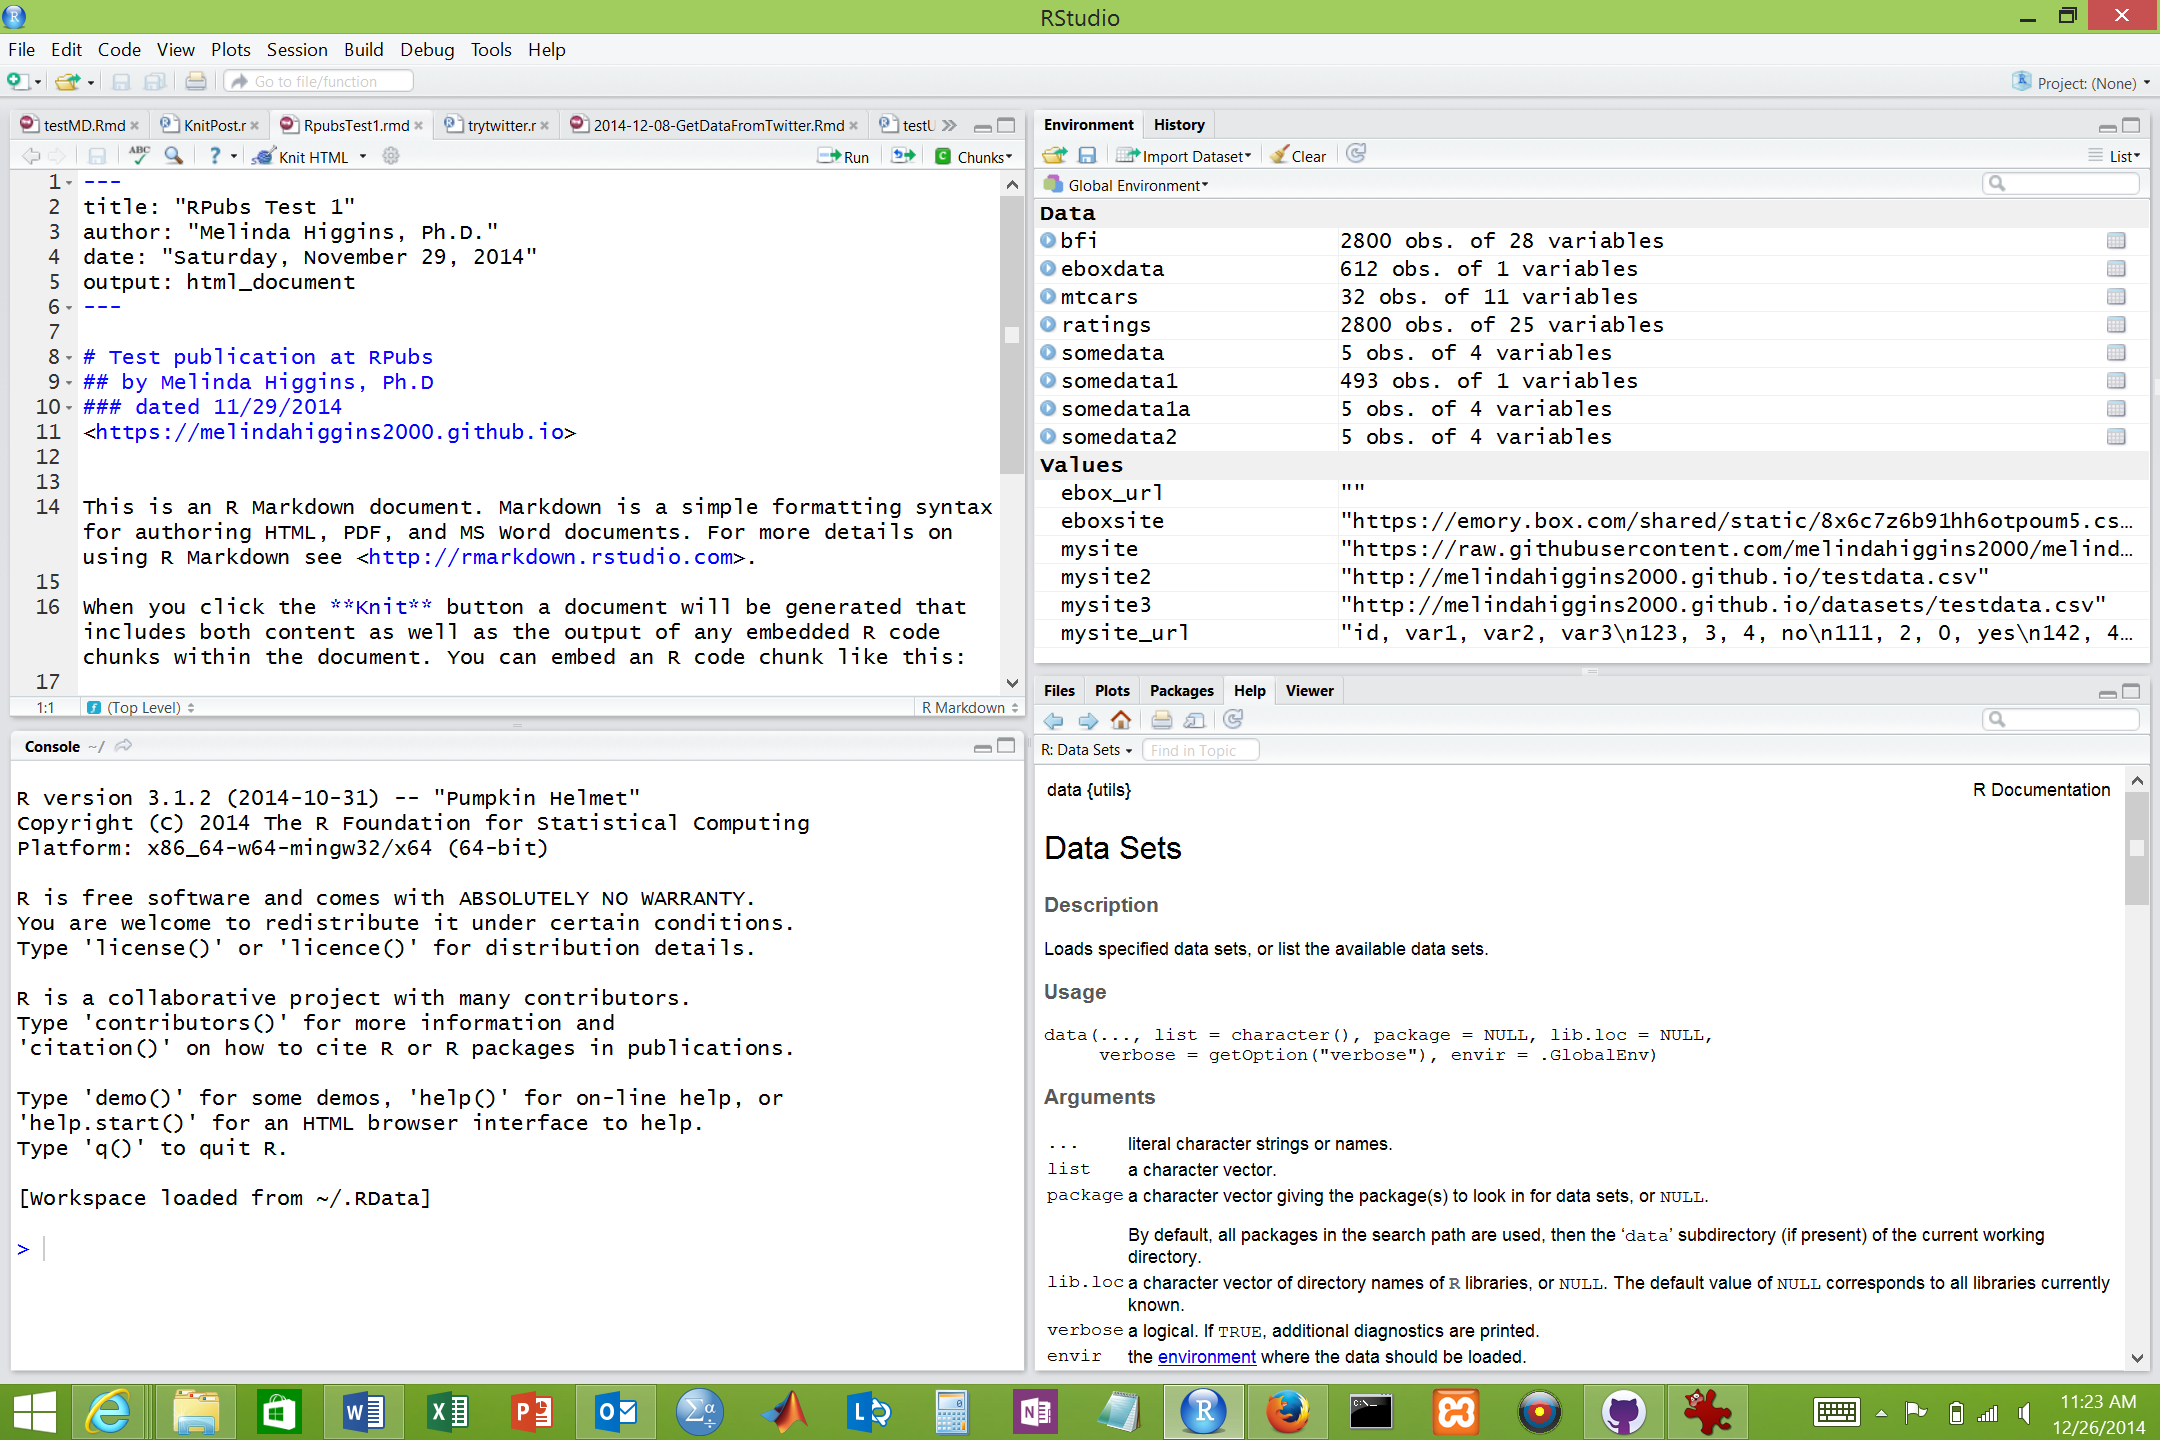 RStudio
File Edit Code View Plots Session Build Debug Tools Help
Go to file/function
Project: (None)
testMD.Rmd KnitPost.r RpubsTest1.rmd trytwitter.r 2014-12-08-GetDataFromTwitter.Rmd testU
ABC ? Knit HTML Run Chunks
1 ---
2 title: "RPubs Test 1"
3 author: "Melinda Higgins, Ph.D."
4 date: "Saturday, November 29, 2014"
5 output: html_document
6 ---
7
8 # Test publication at RPubs
9 ## by Melinda Higgins, Ph.D
10 ### dated 11/29/2014
11 <https://melindahiggins2000.github.io>
12
13
14 This is an R Markdown document. Markdown is a simple formatting syntax
for authoring HTML, PDF, and MS Word documents. For more details on
using R Markdown see <http://rmarkdown.rstudio.com>.
15
16 When you click the **Knit** button a document will be generated that
includes both content as well as the output of any embedded R code
chunks within the document. You can embed an R code chunk like this:
17
1:1 (Top Level) R Markdown
Console ~/
R version 3.1.2 (2014-10-31) -- "Pumpkin Helmet"
Copyright (C) 2014 The R Foundation for Statistical Computing
Platform: x86_64-w64-mingw32/x64 (64-bit)
R is free software and comes with ABSOLUTELY NO WARRANTY.
You are welcome to redistribute it under certain conditions.
Type 'license()' or 'licence()' for distribution details.
R is a collaborative project with many contributors.
Type 'contributors()' for more information and
'citation()' on how to cite R or R packages in publications.
Type 'demo()' for some demos, 'help()' for on-line help, or
'help.start()' for an HTML browser interface to help.
Type 'q()' to quit R.
[Workspace loaded from ~/.RData]
>
Environment History
Import Dataset Clear List
Global Environment
Data
bfi 2800 obs. of 28 variables
eboxdata 612 obs. of 1 variables
mtcars 32 obs. of 11 variables
ratings 2800 obs. of 25 variables
somedata 5 obs. of 4 variables
somedata1 493 obs. of 1 variables
somedata1a 5 obs. of 4 variables
somedata2 5 obs. of 4 variables
Values
ebox_url ""
eboxsite "https://emory.box.com/shared/static/8x6c7z6b91hh6otpoum5.cs…
mysite "https://raw.githubusercontent.com/melindahiggins2000/melind…
mysite2 "http://melindahiggins2000.github.io/testdata.csv"
mysite3 "http://melindahiggins2000.github.io/datasets/testdata.csv"
mysite_url "id, var1, var2, var3\n123, 3, 4, no\n111, 2, 0, yes\n142, 4…
Files Plots Packages Help Viewer
R: Data Sets Find in Topic
data {utils} R Documentation
Data Sets
Description
Loads specified data sets, or list the available data sets.
Usage
data(..., list = character(), package = NULL, lib.loc = NULL,
verbose = getOption("verbose"), envir = .GlobalEnv)
Arguments
... literal character strings or names.
list a character vector.
package a character vector giving the package(s) to look in for data sets, or NULL.
By default, all packages in the search path are used, then the ‘data’ subdirectory (if present) of the current working
directory.
lib.loc a character vector of directory names of R libraries, or NULL. The default value of NULL corresponds to all libraries currently
known.
verbose a logical. If TRUE, additional diagnostics are printed.
envir the environment where the data should be loaded.
11:23 AM
12/26/2014